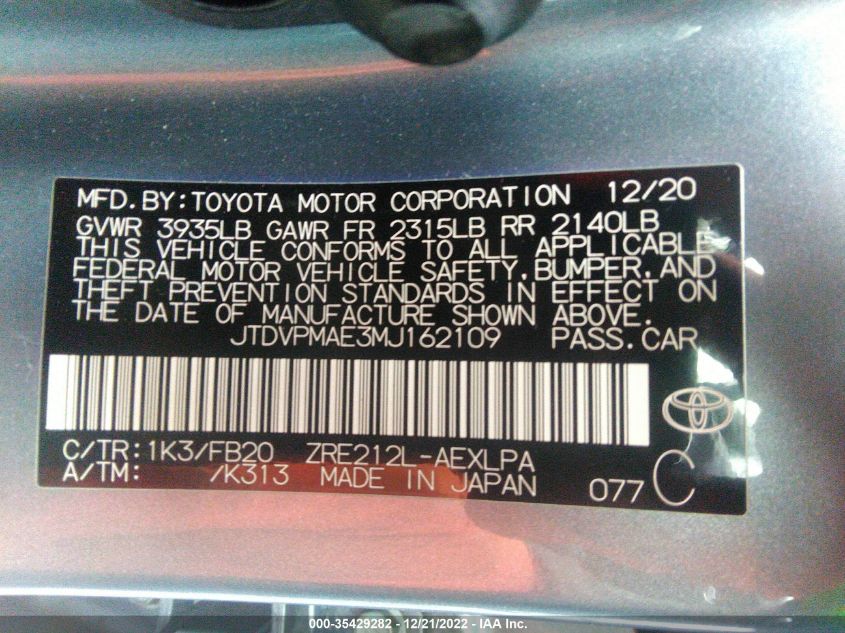 MFD. BY: TOYOTA MOTOR CORPORATION 12/20
GVWR 3935LB GAWR FR 2315LB RR 2140LB
THIS VEHICLE CONFORMS TO ALL APPLICABLE
FEDERAL MOTOR VEHICLE SAFETY, BUMPER, AND
THEFT PREVENTION STANDARDS IN EFFECT ON
THE DATE OF MANUFACTURE SHOWN ABOVE.
JTDVPMAE3MJ162109 PASS. CAR
C/TR: 1K3/FB20 ZRE212L-AEXLPA
A/TM: /K313 MADE IN JAPAN 077 C
000-35429282 - 12/21/2022 - IAA Inc.